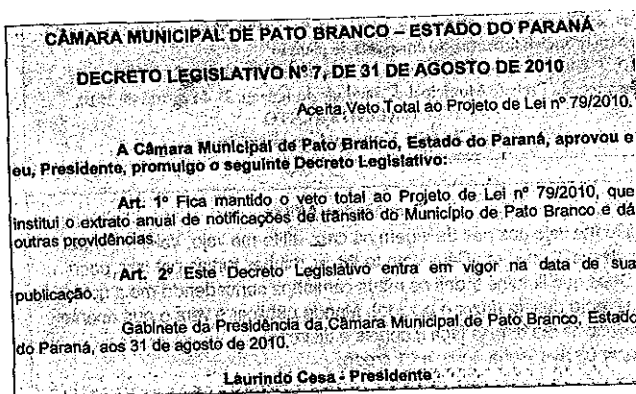 CÂMARA MUNICIPAL DE PATO BRANCO – ESTADO DO PARANÁ
DECRETO LEGISLATIVO Nº 7, DE 31 DE AGOSTO DE 2010
Aceita Veto Total ao Projeto de Lei nº 79/2010.
A Câmara Municipal de Pato Branco, Estado do Paraná, aprovou e
eu, Presidente, promulgo o seguinte Decreto Legislativo:
Art. 1º Fica mantido o veto total ao Projeto de Lei nº 79/2010, que
institui o extrato anual de notificações de trânsito do Município de Pato Branco e dá
outras providências.
Art. 2º Este Decreto Legislativo entra em vigor na data de sua
publicação.
Gabinete da Presidência da Câmara Municipal de Pato Branco, Estado
do Paraná, aos 31 de agosto de 2010.
Laurindo Cesa - Presidente